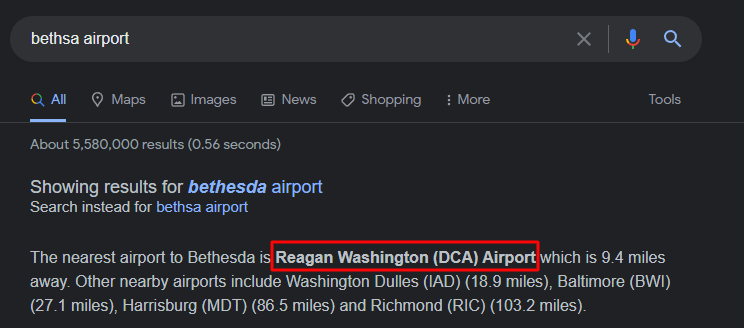 bethsa airport
All Maps Images News Shopping More Tools
About 5,580,000 results (0.56 seconds)
Showing results for bethesda airport
Search instead for bethsa airport
The nearest airport to Bethesda is Reagan Washington (DCA) Airport which is 9.4 miles
away. Other nearby airports include Washington Dulles (IAD) (18.9 miles), Baltimore (BWI)
(27.1 miles), Harrisburg (MDT) (86.5 miles) and Richmond (RIC) (103.2 miles).